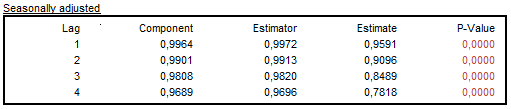 Seasonally adjusted
Lag Component Estimator Estimate P-Value
1 0,9964 0,9972 0,9591 0,0000
2 0,9901 0,9913 0,9096 0,0000
3 0,9808 0,9820 0,8489 0,0000
4 0,9689 0,9696 0,7818 0,0000